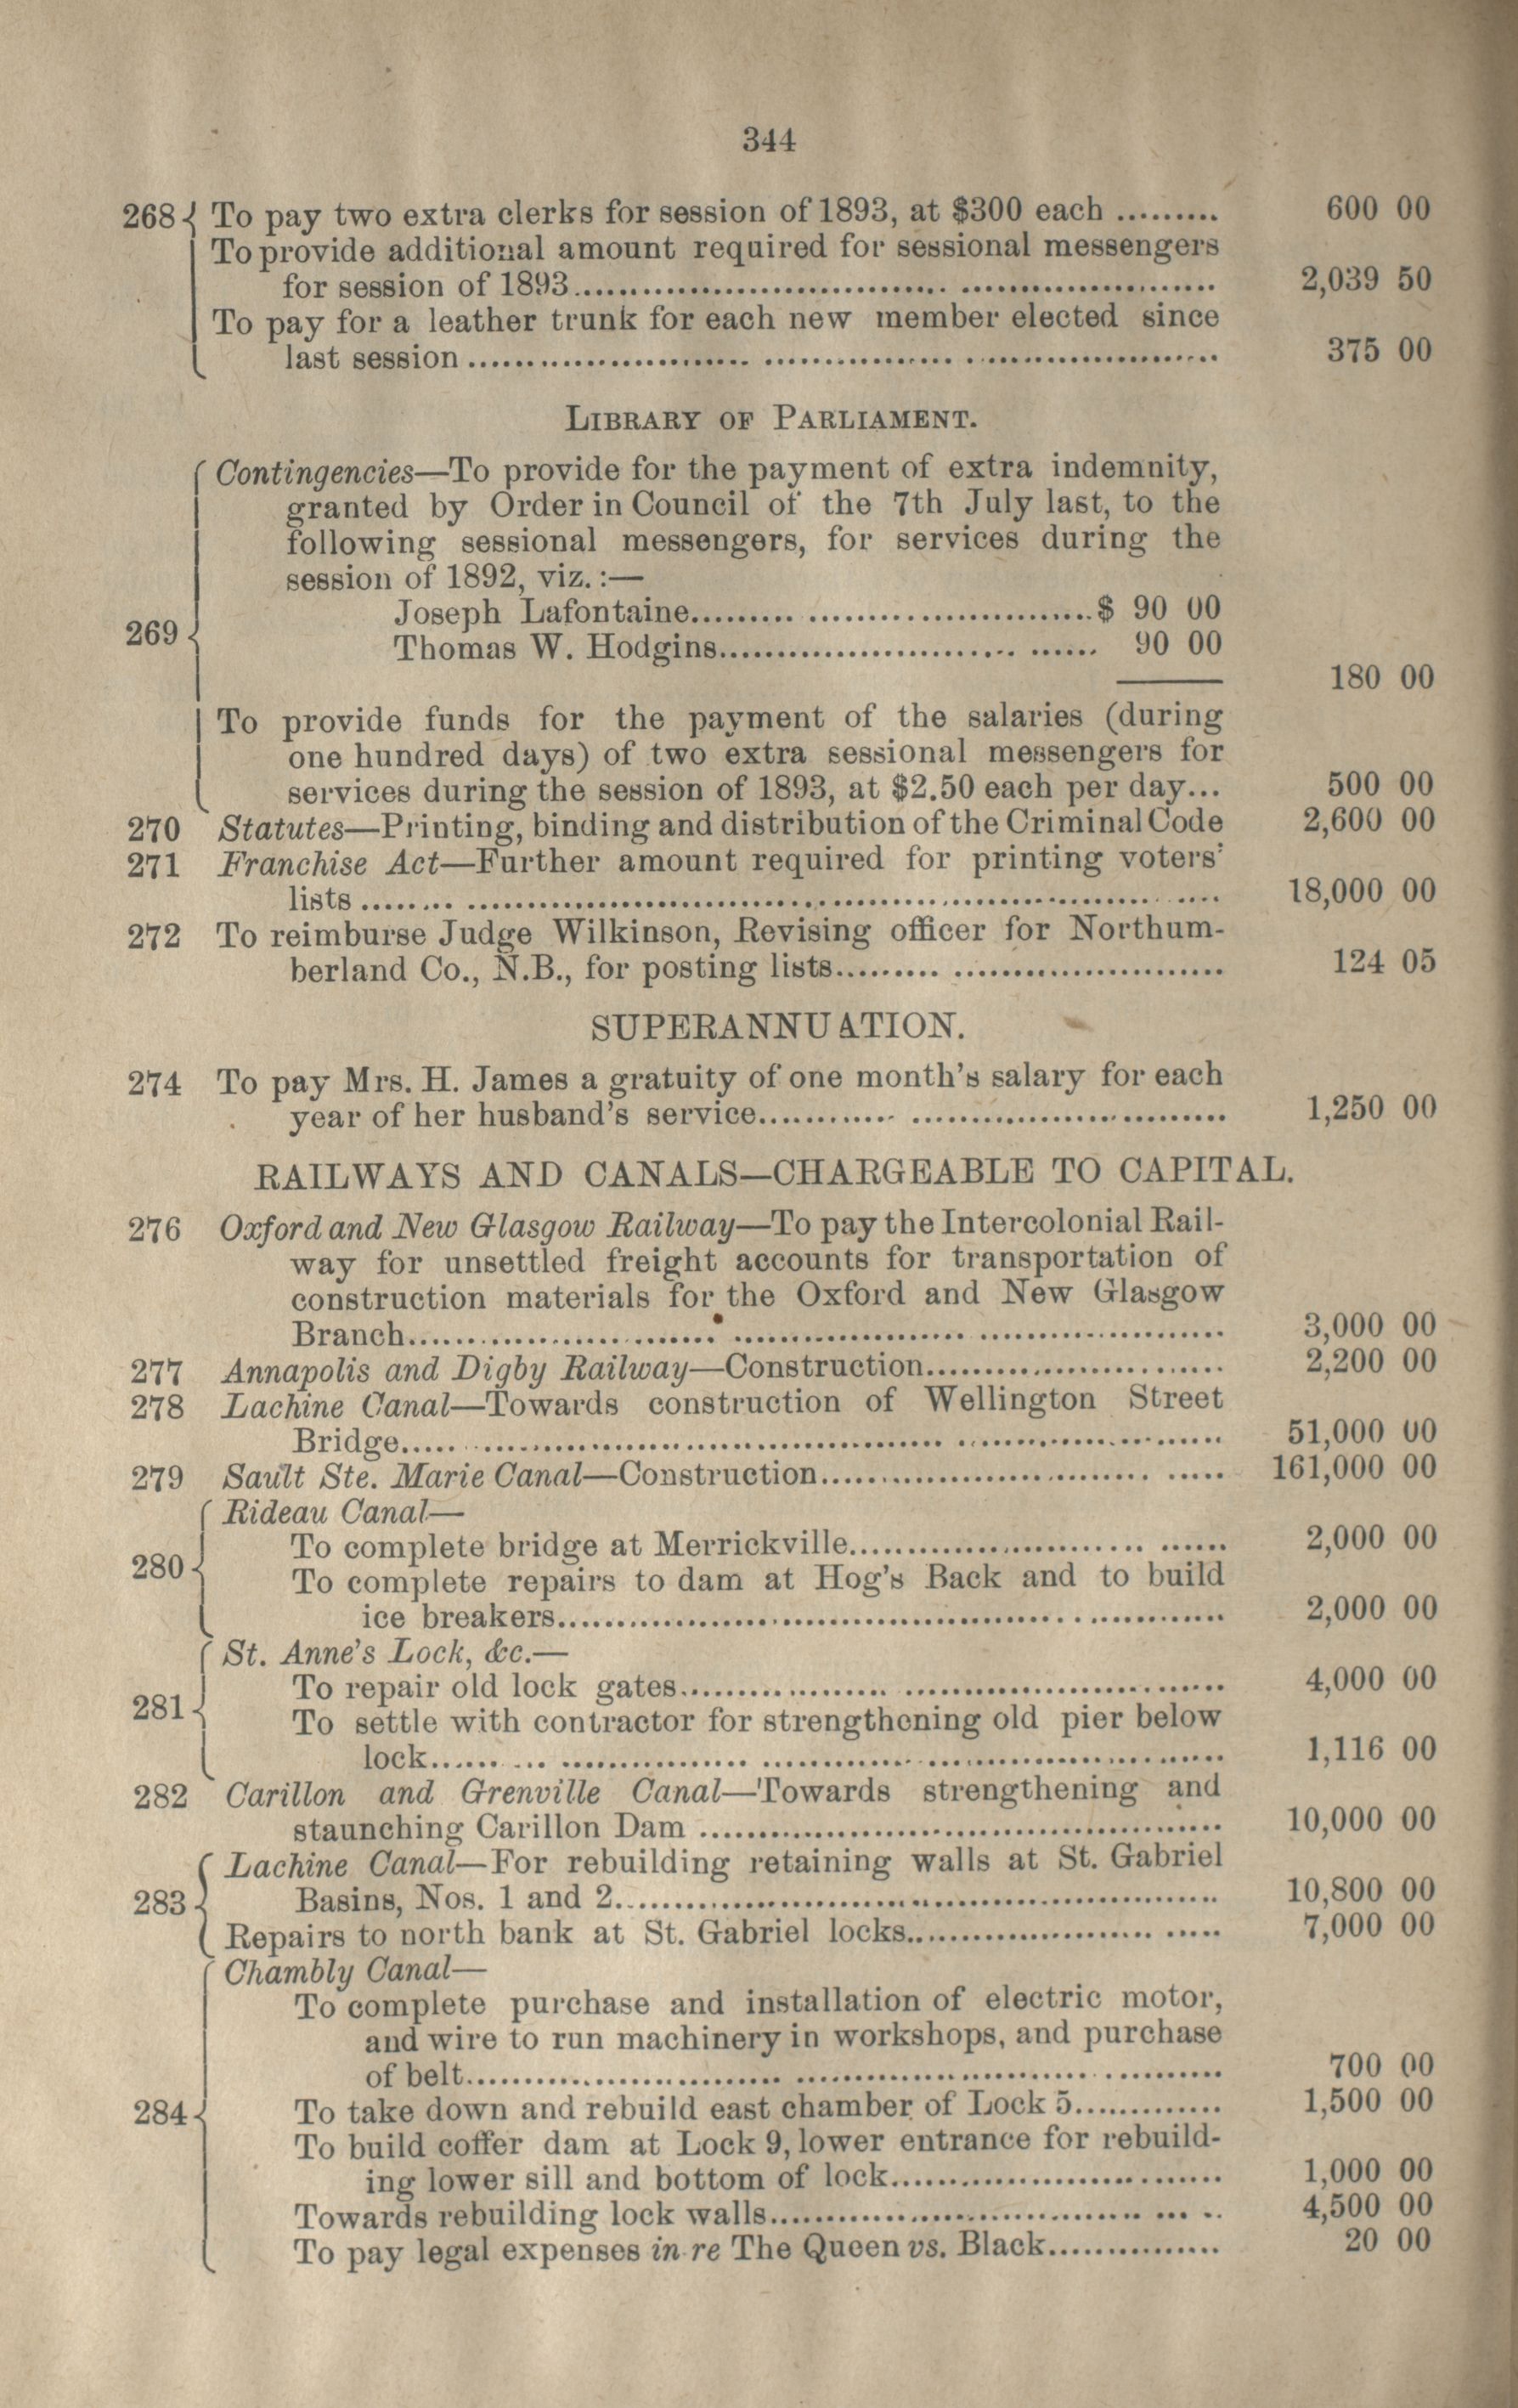 344
268 { To pay two extra clerks for session of 1893, at $300 each ......... 600 00
To provide additional amount required for sessional messengers
for session of 1893.......... 2,039 50
To pay for a leather trunk for each new member elected since
last session .......... 375 00
LIBRARY OF PARLIAMENT.
Contingencies—To provide for the payment of extra indemnity,
granted by Order in Council of the 7th July last, to the
following sessional messengers, for services during the
session of 1892, viz. :—
Joseph Lafontaine..........$ 90 00
269 { Thomas W. Hodgins.......... 90 00
180 00
To provide funds for the payment of the salaries (during
one hundred days) of two extra sessional messengers for
services during the session of 1893, at $2.50 each per day... 500 00
270 Statutes—Printing, binding and distribution of the Criminal Code 2,600 00
271 Franchise Act—Further amount required for printing voters'
lists .......... 18,000 00
272 To reimburse Judge Wilkinson, Revising officer for Northum-
berland Co., N.B., for posting lists.......... 124 05
SUPERANNUATION.
274 To pay Mrs. H. James a gratuity of one month's salary for each
year of her husband's service.......... 1,250 00
RAILWAYS AND CANALS—CHARGEABLE TO CAPITAL.
276 Oxford and New Glasgow Railway—To pay the Intercolonial Rail-
way for unsettled freight accounts for transportation of
construction materials for the Oxford and New Glasgow
Branch.......... 3,000 00
277 Annapolis and Digby Railway—Construction.......... 2,200 00
278 Lachine Canal—Towards construction of Wellington Street
Bridge.......... 51,000 00
279 Sault Ste. Marie Canal—Construction.......... 161,000 00
Rideau Canal—
To complete bridge at Merrickville.......... 2,000 00
280 { To complete repairs to dam at Hog's Back and to build
ice breakers.......... 2,000 00
St. Anne's Lock, &c.—
To repair old lock gates.......... 4,000 00
281 { To settle with contractor for strengthening old pier below
lock.......... 1,116 00
282 Carillon and Grenville Canal—Towards strengthening and
staunching Carillon Dam .......... 10,000 00
Lachine Canal—For rebuilding retaining walls at St. Gabriel
283 { Basins, Nos. 1 and 2.......... 10,800 00
Repairs to north bank at St. Gabriel locks.......... 7,000 00
Chambly Canal—
To complete purchase and installation of electric motor,
and wire to run machinery in workshops, and purchase
of belt.......... 700 00
284 { To take down and rebuild east chamber of Lock 5.......... 1,500 00
To build coffer dam at Lock 9, lower entrance for rebuild-
ing lower sill and bottom of lock.......... 1,000 00
Towards rebuilding lock walls.......... 4,500 00
To pay legal expenses in re The Queen vs. Black.......... 20 00